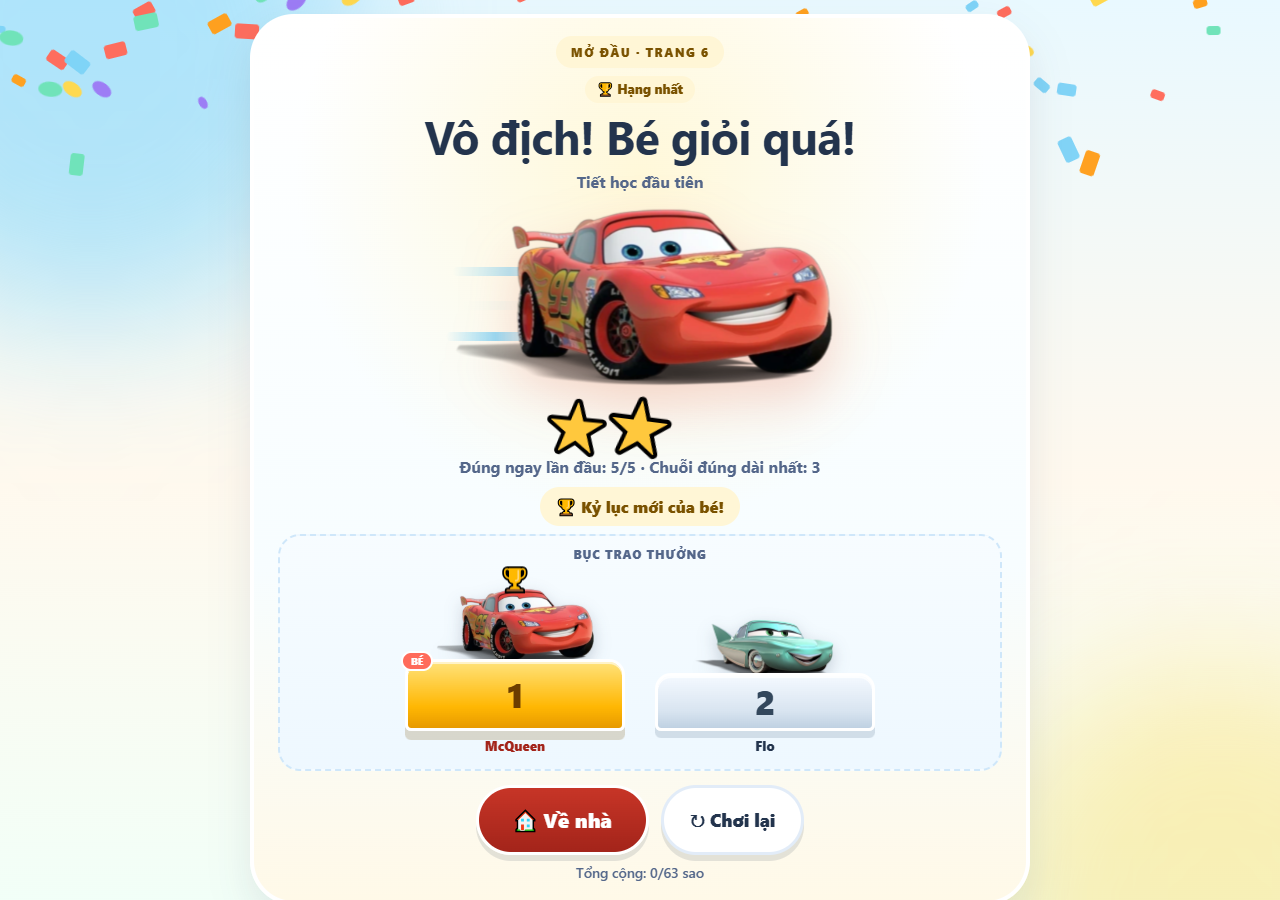 MỞ ĐẦU · TRANG 6
🏆 Hạng nhất
Vô địch! Bé giỏi quá!
Tiết học đầu tiên
95
LIGHTYEAR
Đúng ngay lần đầu: 5/5 · Chuỗi đúng dài nhất: 3
🏆 Kỷ lục mới của bé!
BỤC TRAO THƯỞNG
BÉ
1
2
McQueen
Flo
🏠 Về nhà
↻ Chơi lại
Tổng cộng: 0/63 sao